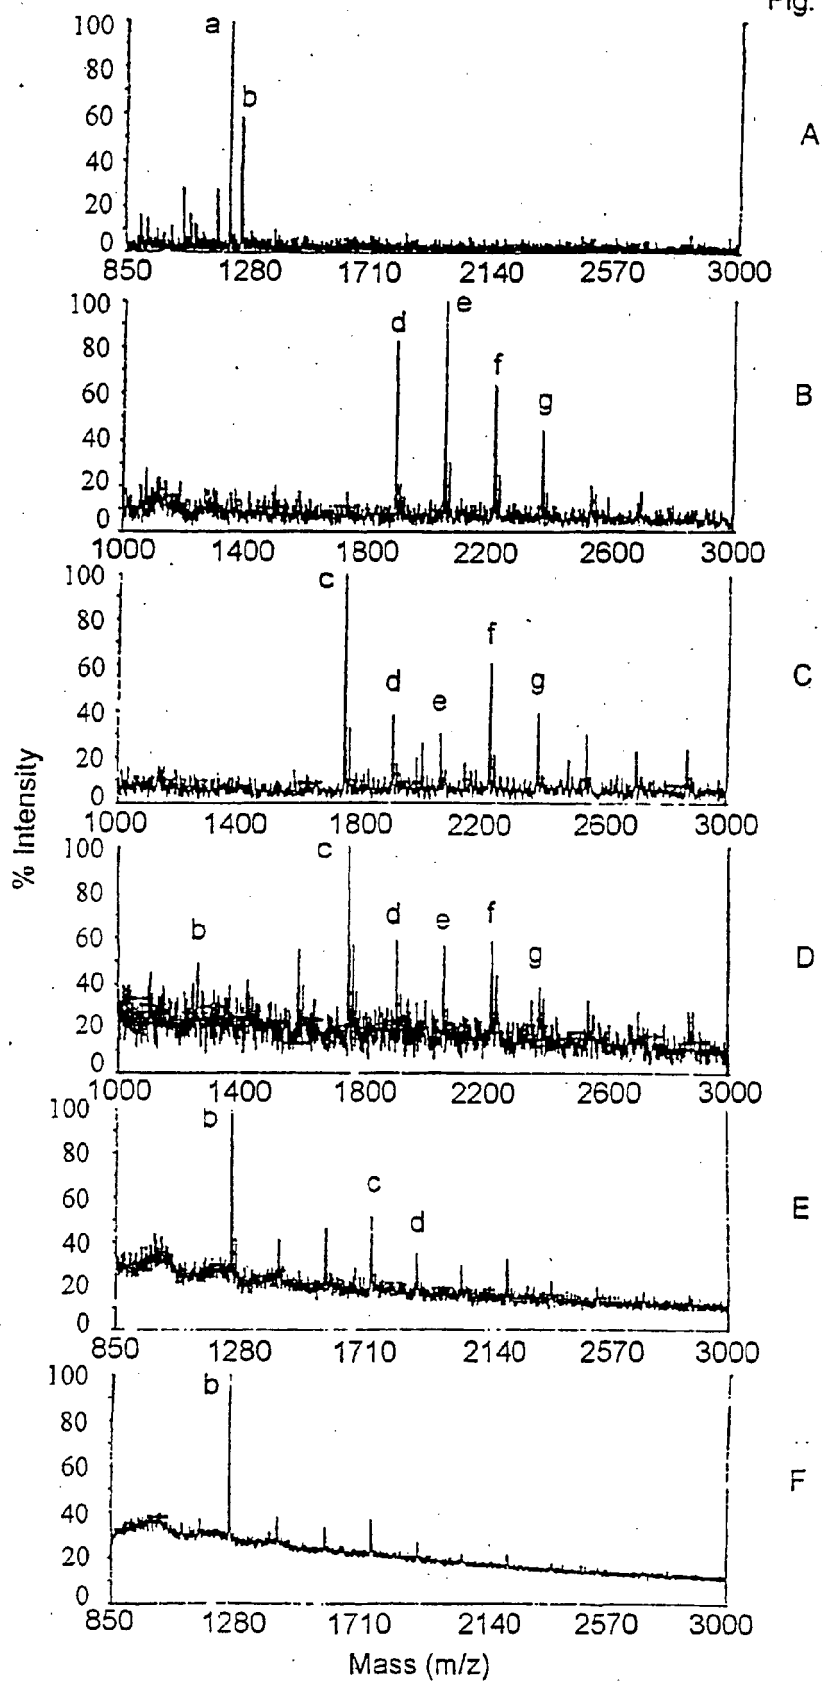 Fig.
100 a
80
b
60 A
40
20
0
850 1280 1710 2140 2570 3000
100 e
d
80
f
60 g B
40
20
0
1000 1400 1800 2200 2600 3000
100 c
80
f
60 d g C
e
40
20
0
1000 1400 1800 2200 2600 3000
100 c
80
b d e f
60 g D
40
20
0
1000 1400 1800 2200 2600 3000
100 b
80
c
60 d E
40
20
0
850 1280 1710 2140 2570 3000
100 b
80
60 F
40
20
0
850 1280 1710 2140 2570 3000
% Intensity
Mass (m/z)